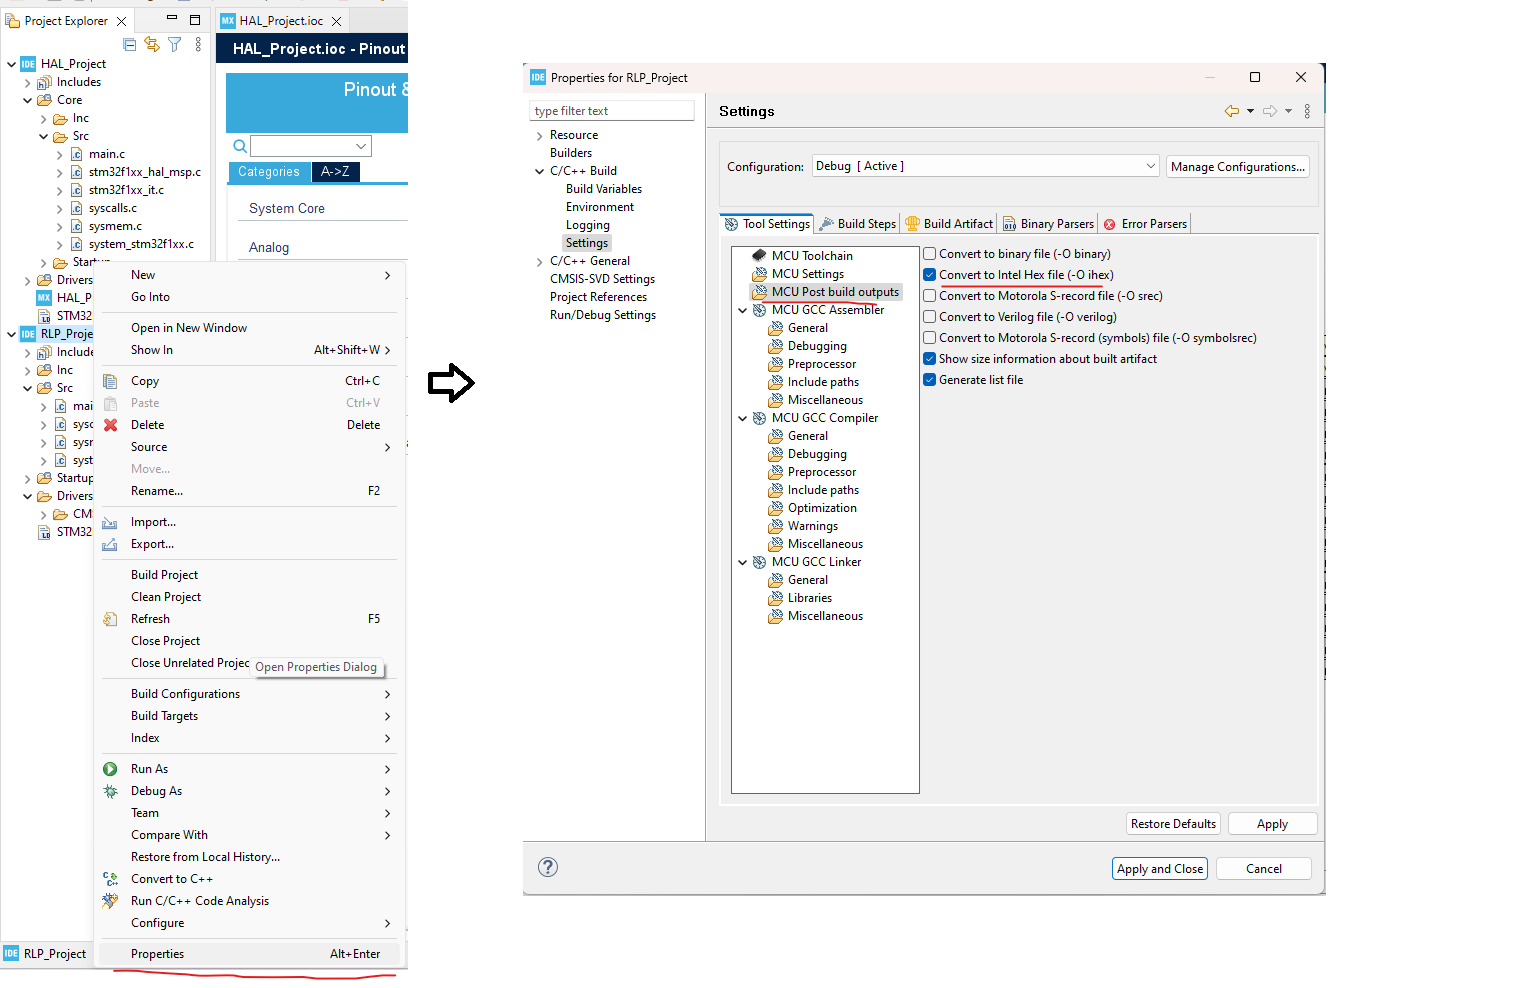 Project Explorer
HAL_Project
Includes
Core
Inc
Src
main.c
stm32f1xx_hal_msp.c
stm32f1xx_it.c
syscalls.c
sysmem.c
system_stm32f1xx.c
Startup
Drivers
HAL_P
STM32
RLP_Proje
Include
Inc
Src
mai
sysc
sysr
syst
Startup
Drivers
CMS
STM32
RLP_Project
MX HAL_Project.ioc
HAL_Project.ioc - Pinout
Pinout &
Categories
A->Z
System Core
Analog
New
Go Into
Open in New Window
Show In Alt+Shift+W
Copy Ctrl+C
Paste Ctrl+V
Delete Delete
Source
Move...
Rename... F2
Import...
Export...
Build Project
Clean Project
Refresh F5
Close Project
Close Unrelated Projec
Open Properties Dialog
Build Configurations
Build Targets
Index
Run As
Debug As
Team
Compare With
Restore from Local History...
Convert to C++
Run C/C++ Code Analysis
Configure
Properties Alt+Enter
IDE Properties for RLP_Project
type filter text
Resource
Builders
C/C++ Build
Build Variables
Environment
Logging
Settings
C/C++ General
CMSIS-SVD Settings
Project References
Run/Debug Settings
Settings
Configuration: Debug [ Active ] Manage Configurations...
Tool Settings Build Steps Build Artifact Binary Parsers Error Parsers
MCU Toolchain
MCU Settings
MCU Post build outputs
MCU GCC Assembler
General
Debugging
Preprocessor
Include paths
Miscellaneous
MCU GCC Compiler
General
Debugging
Preprocessor
Include paths
Optimization
Warnings
Miscellaneous
MCU GCC Linker
General
Libraries
Miscellaneous
Convert to binary file (-O binary)
Convert to Intel Hex file (-O ihex)
Convert to Motorola S-record file (-O srec)
Convert to Verilog file (-O verilog)
Convert to Motorola S-record (symbols) file (-O symbolsrec)
Show size information about built artifact
Generate list file
Restore Defaults Apply
Apply and Close Cancel